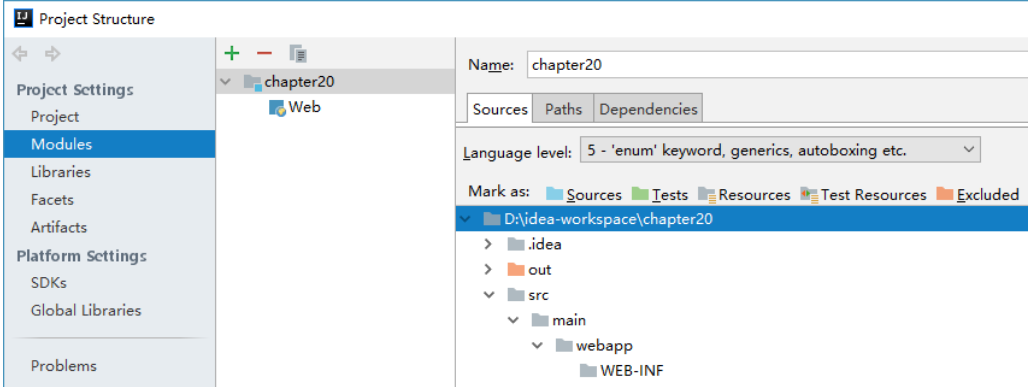 Project Structure
Project Settings
Project
Modules
Libraries
Facets
Artifacts
Platform Settings
SDKs
Global Libraries
Problems
chapter20
Web
Name: chapter20
Sources Paths Dependencies
Language level: 5 - 'enum' keyword, generics, autoboxing etc.
Mark as: Sources Tests Resources Test Resources Excluded
D:\idea-workspace\chapter20
.idea
out
src
main
webapp
WEB-INF